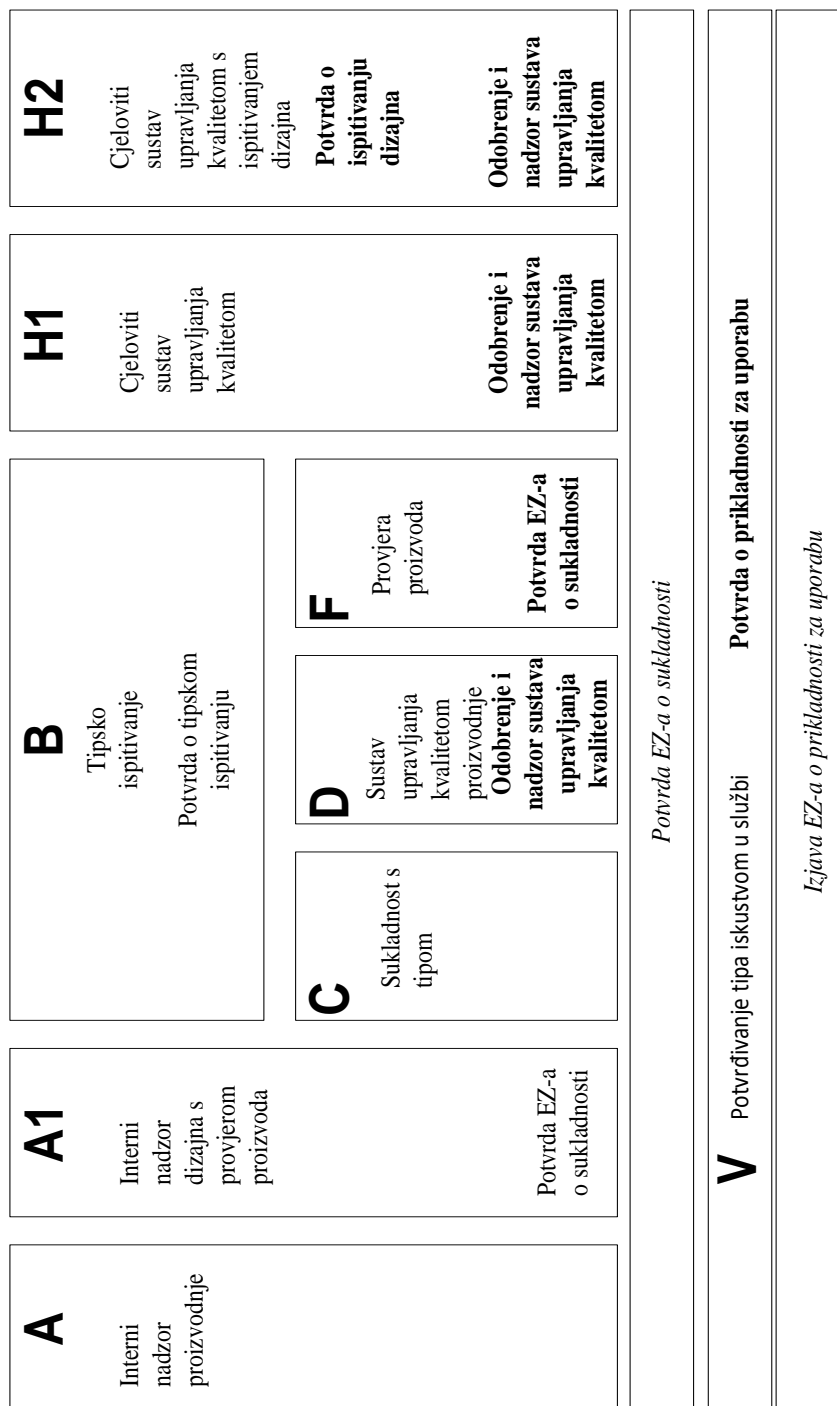 A
Interni
nadzor
proizvodnje
A1
Interni
nadzor
dizajna s
provjerom
proizvoda
Potvrda EZ-a
o sukladnosti
B
Tipsko
ispitivanje
Potvrda o tipskom
ispitivanju
C
Sukladnost s
tipom
D
Sustav
upravljanja
kvalitetom
proizvodnje
Odobrenje i
nadzor sustava
upravljanja
kvalitetom
F
Provjera
proizvoda
Potvrda EZ-a
o sukladnosti
H1
Cjeloviti
sustav
upravljanja
kvalitetom
Odobrenje i
nadzor sustava
upravljanja
kvalitetom
H2
Cjeloviti
sustav
upravljanja
kvalitetom s
ispitivanjem
dizajna
Potvrda o
ispitivanju
dizajna
Odobrenje i
nadzor sustava
upravljanja
kvalitetom
Potvrda EZ-a o sukladnosti
V Potvrđivanje tipa iskustvom u službi Potvrda o prikladnosti za uporabu
Izjava EZ-a o prikladnosti za uporabu